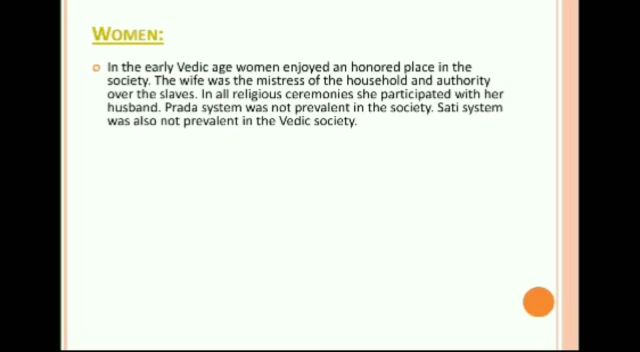 WOMEN:
In the early Vedic age women enjoyed an honored place in the
society. The wife was the mistress of the household and authority
over the slaves. In all religious ceremonies she participated with her
husband. Prada system was not prevalent in the society. Sati system
was also not prevalent in the Vedic society.